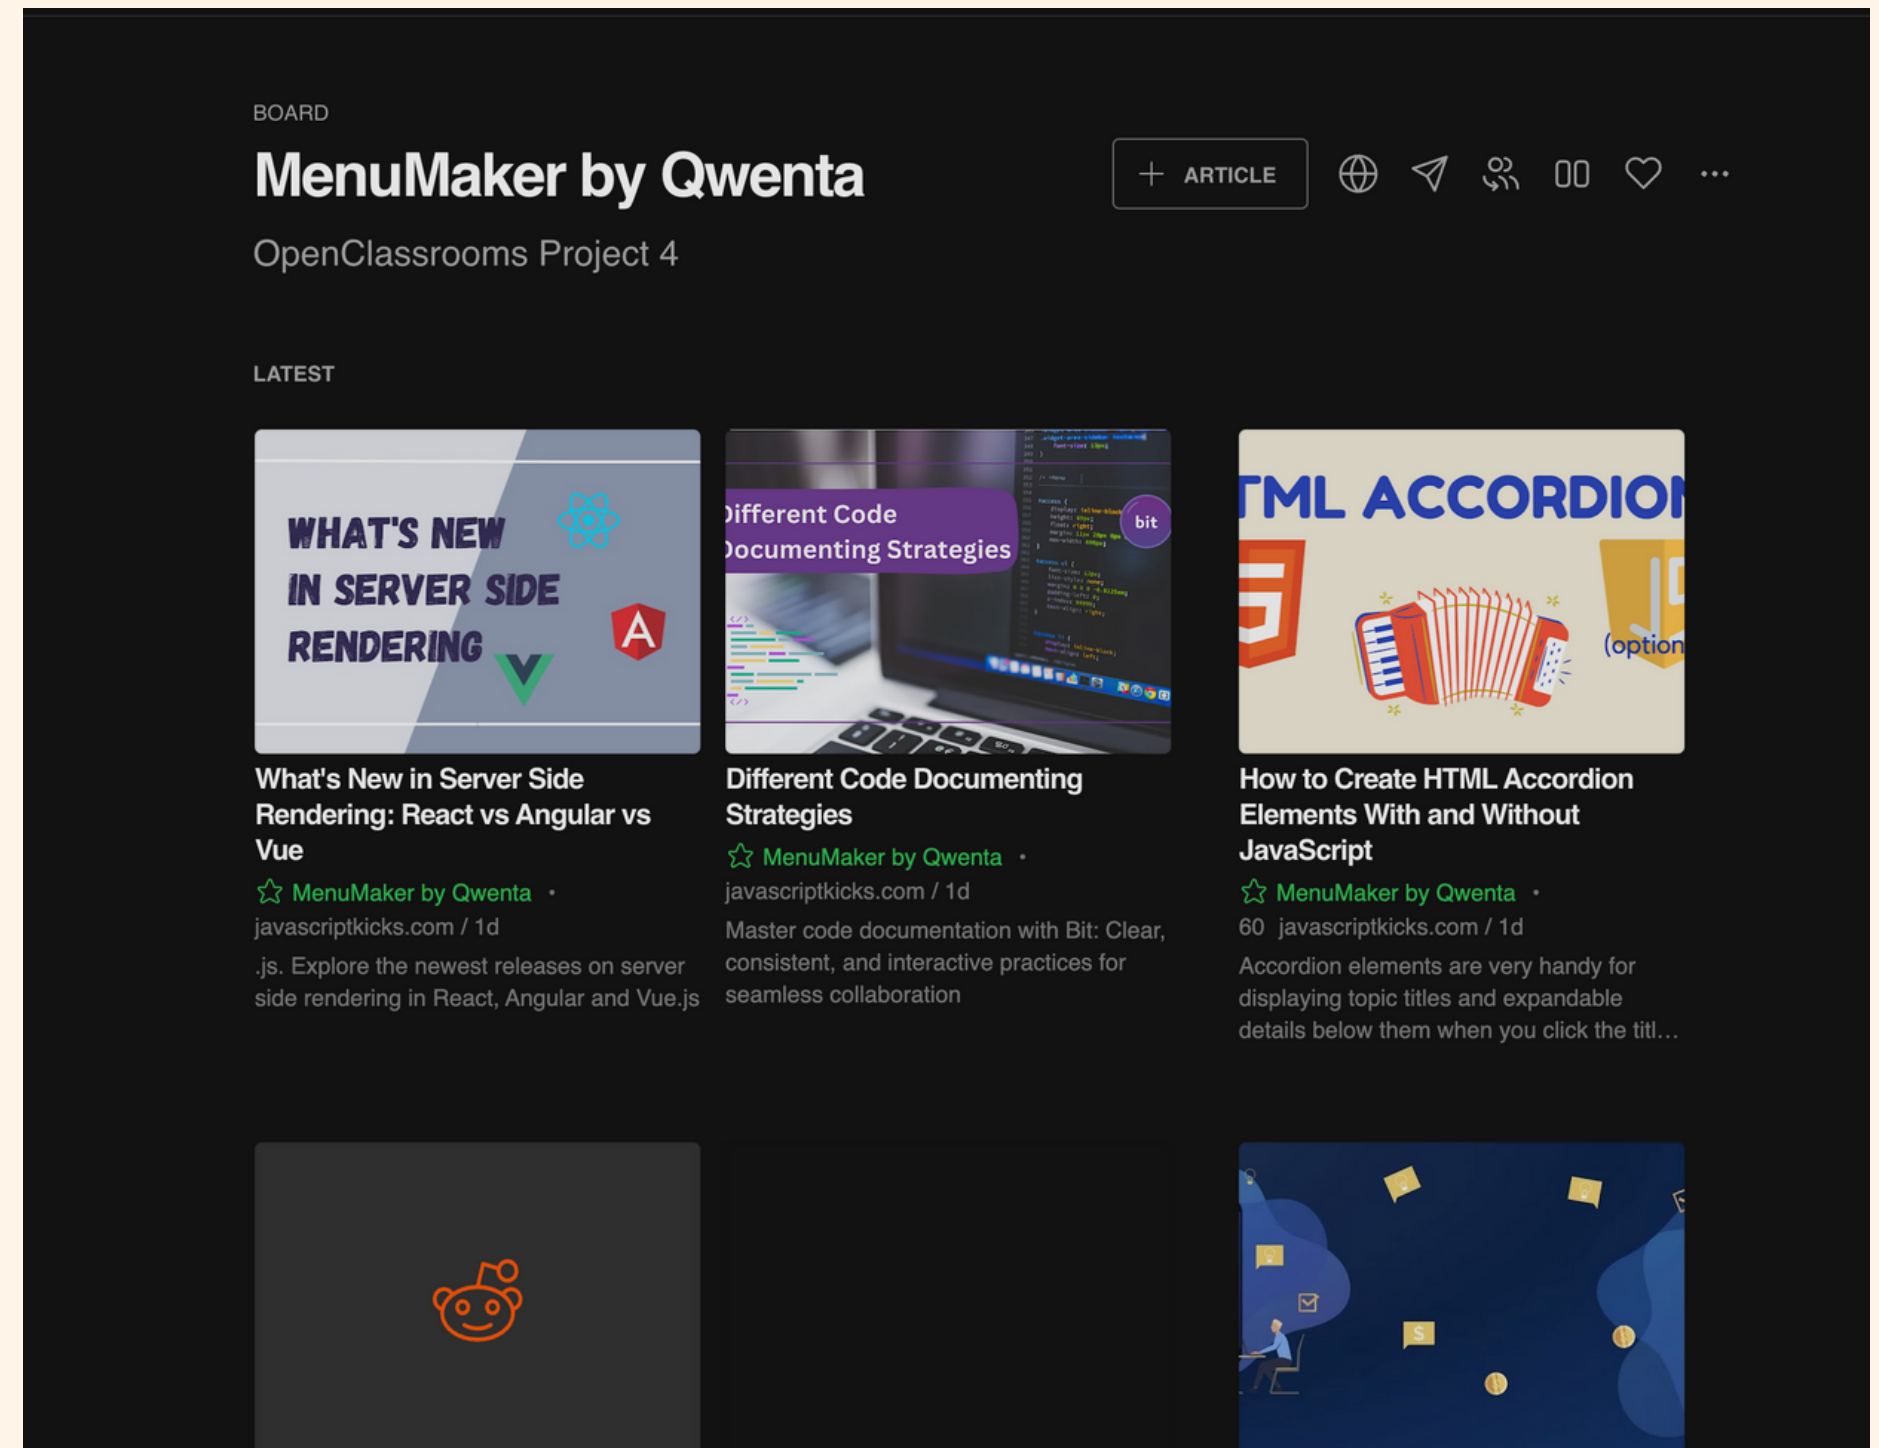 BOARD
MenuMaker by Qwenta
+ ARTICLE
OpenClassrooms Project 4
LATEST
WHAT'S NEW
IN SERVER SIDE
RENDERING
A
What's New in Server Side
Rendering: React vs Angular vs
Vue
MenuMaker by Qwenta •
javascriptkicks.com / 1d
.js. Explore the newest releases on server
side rendering in React, Angular and Vue.js
Different Code
Documenting Strategies
bit
Different Code Documenting
Strategies
MenuMaker by Qwenta •
javascriptkicks.com / 1d
Master code documentation with Bit: Clear,
consistent, and interactive practices for
seamless collaboration
TML ACCORDION
(option
How to Create HTML Accordion
Elements With and Without
JavaScript
MenuMaker by Qwenta •
60 javascriptkicks.com / 1d
Accordion elements are very handy for
displaying topic titles and expandable
details below them when you click the titl…
$